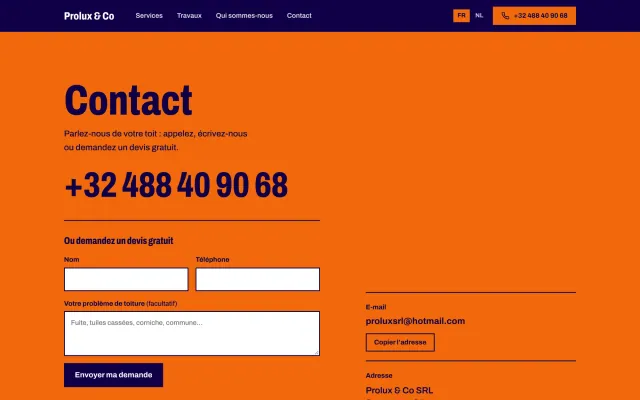 Prolux & Co
Services
Travaux
Qui sommes-nous
Contact
FR
NL
+32 488 40 90 68
Contact
Parlez-nous de votre toit : appelez, écrivez-nous
ou demandez un devis gratuit.
+32 488 40 90 68
Ou demandez un devis gratuit
Nom
Téléphone
Votre problème de toiture (facultatif)
Fuite, tuiles cassées, corniche, commune...
Envoyer ma demande
E-mail
proluxsrl@hotmail.com
Copier l'adresse
Adresse
Prolux & Co SRL